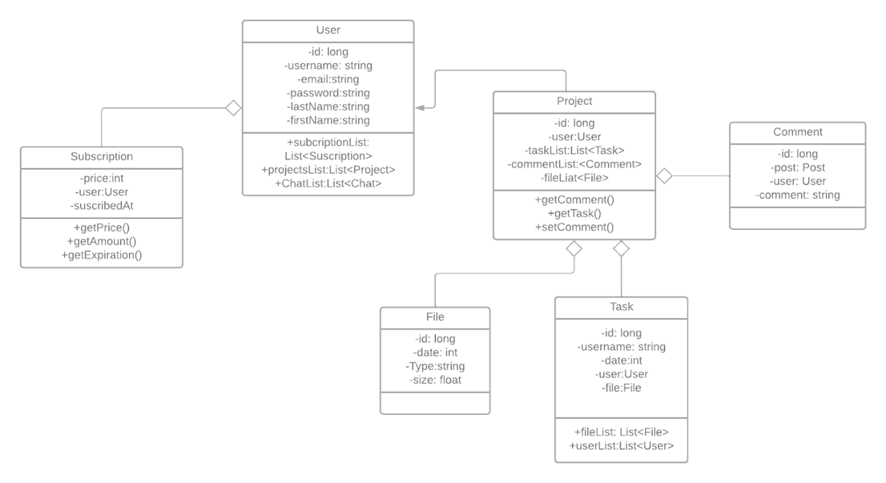 User
-id: long
-username: string
-email:string
-password:string
-lastName:string
-firstName:string
+subcriptionList:
List<Suscription>
+projectsList:List<Project>
+ChatList:List<Chat>
Subscription
-price:int
-user:User
-suscribedAt
+getPrice()
+getAmount()
+getExpiration()
Project
-id: long
-user:User
-taskList:List<Task>
-commentList:<Comment>
-fileLiat<File>
+getComment()
+getTask()
+setComment()
Comment
-id: long
-post: Post
-user: User
-comment: string
File
-id: long
-date: int
-Type:string
-size: float
Task
-id: long
-username: string
-date:int
-user:User
-file:File
+fileList: List<File>
+userList:List<User>